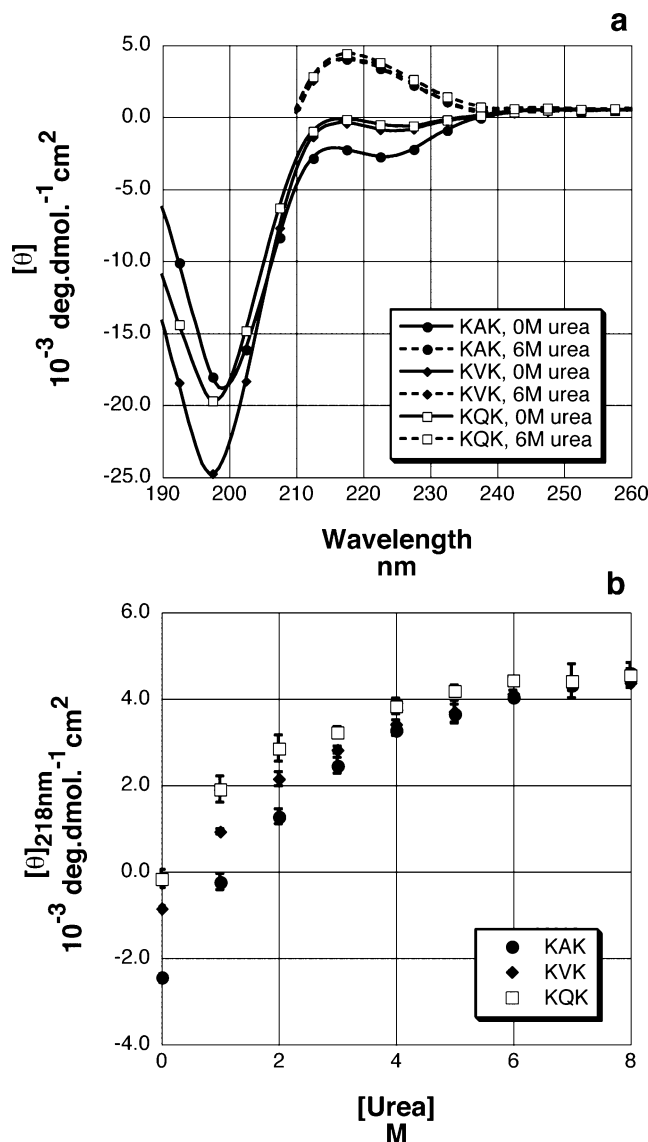 a
5.0
0.0
-5.0
-10.0
-15.0
-20.0
-25.0
[θ]
10⁻³ deg.dmol.⁻¹cm²
KAK, 0M urea
KAK, 6M urea
KVK, 0M urea
KVK, 6M urea
KQK, 0M urea
KQK, 6M urea
190 200 210 220 230 240 250 260
Wavelength
nm
b
6.0
4.0
2.0
0.0
-2.0
-4.0
[θ]218nm
10⁻³ deg.dmol.⁻¹cm²
KAK
KVK
KQK
0 2 4 6 8
[Urea]
M